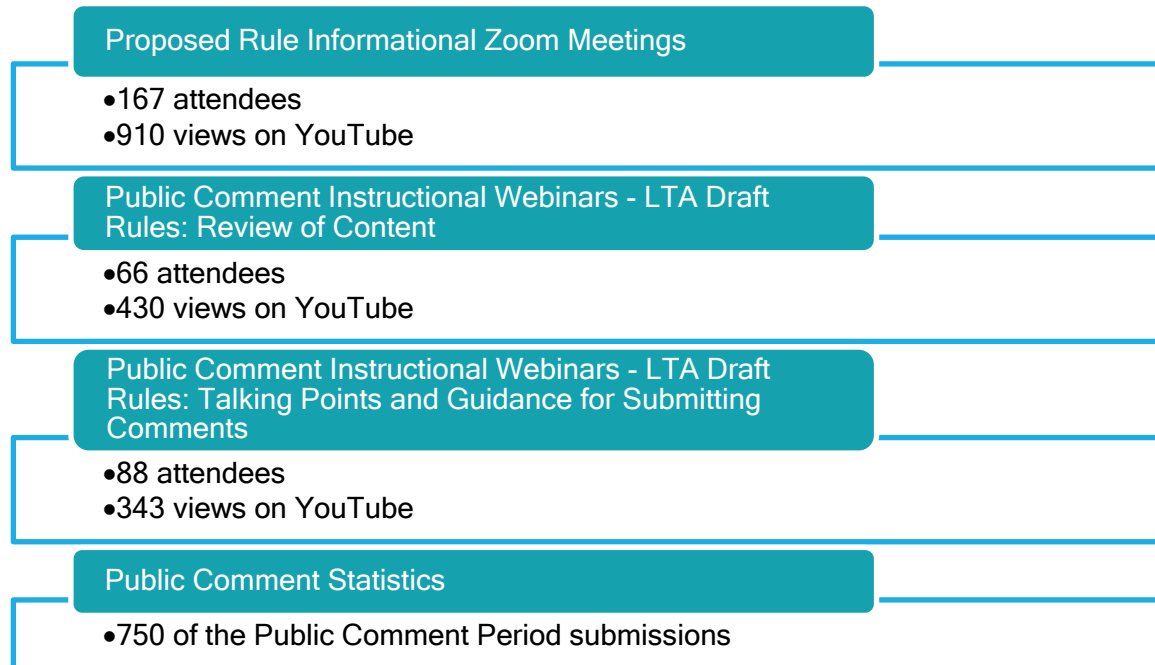 Proposed Rule Informational Zoom Meetings
•167 attendees
•910 views on YouTube
Public Comment Instructional Webinars - LTA Draft
Rules: Review of Content
•66 attendees
•430 views on YouTube
Public Comment Instructional Webinars - LTA Draft
Rules: Talking Points and Guidance for Submitting
Comments
•88 attendees
•343 views on YouTube
Public Comment Statistics
•750 of the Public Comment Period submissions